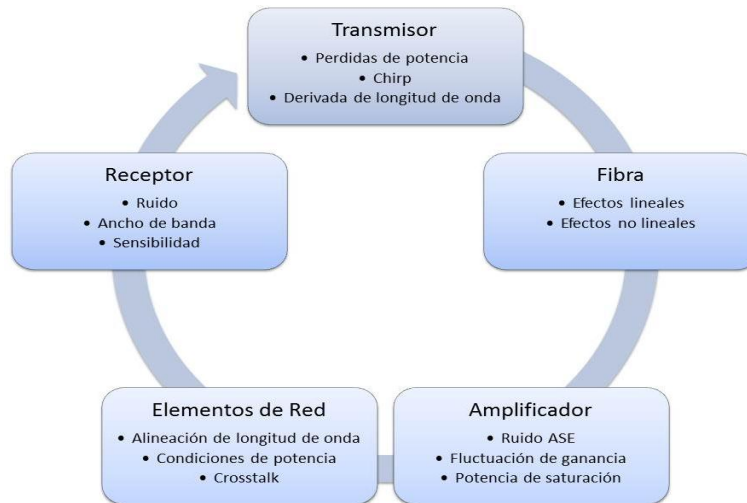 Transmisor
• Perdidas de potencia
• Chirp
• Derivada de longitud de onda
Fibra
• Efectos lineales
• Efectos no lineales
Amplificador
• Ruido ASE
• Fluctuación de ganancia
• Potencia de saturación
Elementos de Red
• Alineación de longitud de onda
• Condiciones de potencia
• Crosstalk
Receptor
• Ruido
• Ancho de banda
• Sensibilidad